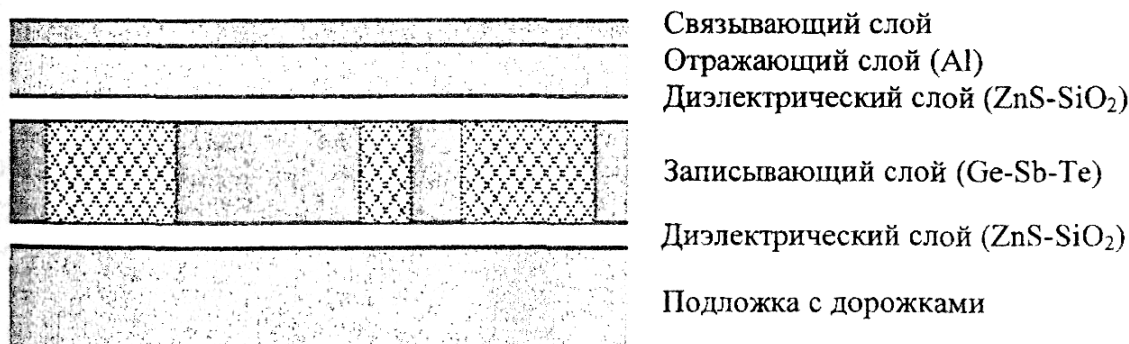 Связывающий слой
Отражающий слой (Al)
Диэлектрический слой (ZnS-SiO₂)
Записывающий слой (Ge-Sb-Te)
Диэлектрический слой (ZnS-SiO₂)
Подложка с дорожками